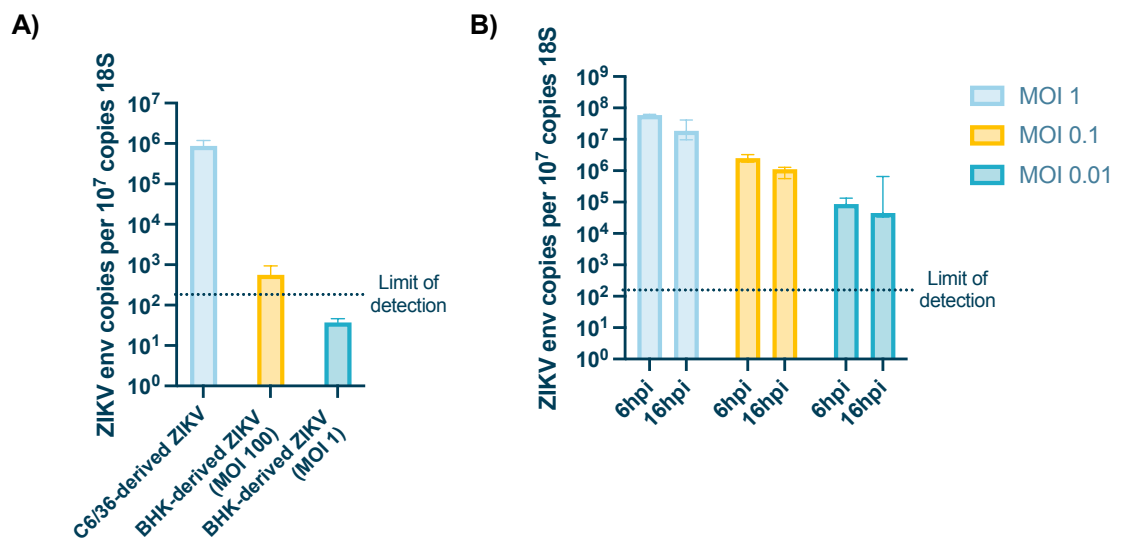 A)
ZIKV env copies per 10⁷ copies 18S
10⁷
10⁶
10⁵
10⁴
10³
10²
10¹
10⁰
Limit of
detection
C6/36-derived ZIKV
BHK-derived ZIKV
(MOI 100)
BHK-derived ZIKV
(MOI 1)
B)
ZIKV env copies per 10⁷ copies 18S
10⁹
10⁸
10⁷
10⁶
10⁵
10⁴
10³
10²
10¹
10⁰
Limit of
detection
6hpi
16hpi
6hpi
16hpi
6hpi
16hpi
MOI 1
MOI 0.1
MOI 0.01